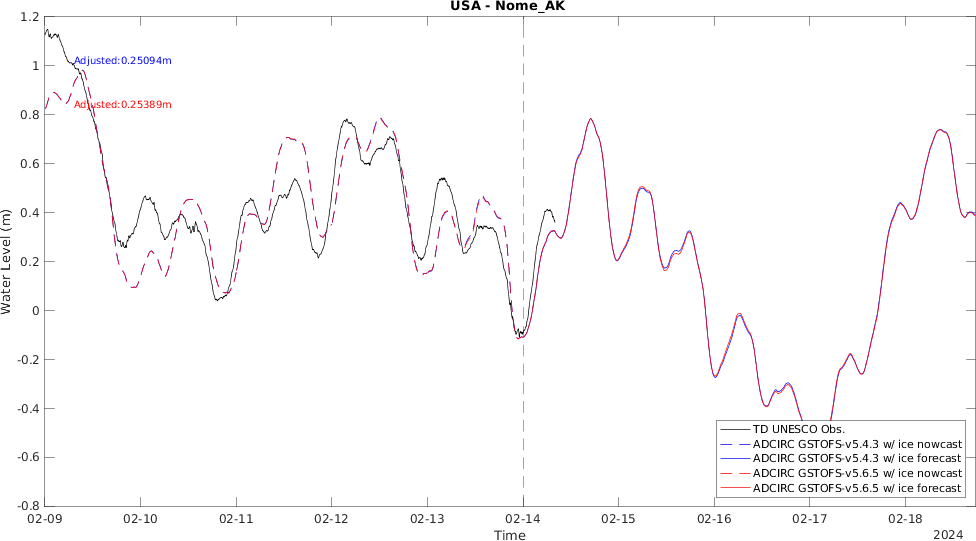 USA - Nome_AK
1.2
1
0.8
0.6
0.4
0.2
0
-0.2
-0.4
-0.6
-0.8
Water Level (m)
Adjusted:0.25094m
Adjusted:0.25389m
TD UNESCO Obs.
ADCIRC GSTOFS-v5.4.3 w/ ice nowcast
ADCIRC GSTOFS-v5.4.3 w/ ice forecast
ADCIRC GSTOFS-v5.6.5 w/ ice nowcast
ADCIRC GSTOFS-v5.6.5 w/ ice forecast
02-09 02-10 02-11 02-12 02-13 02-14 02-15 02-16 02-17 02-18
Time
2024